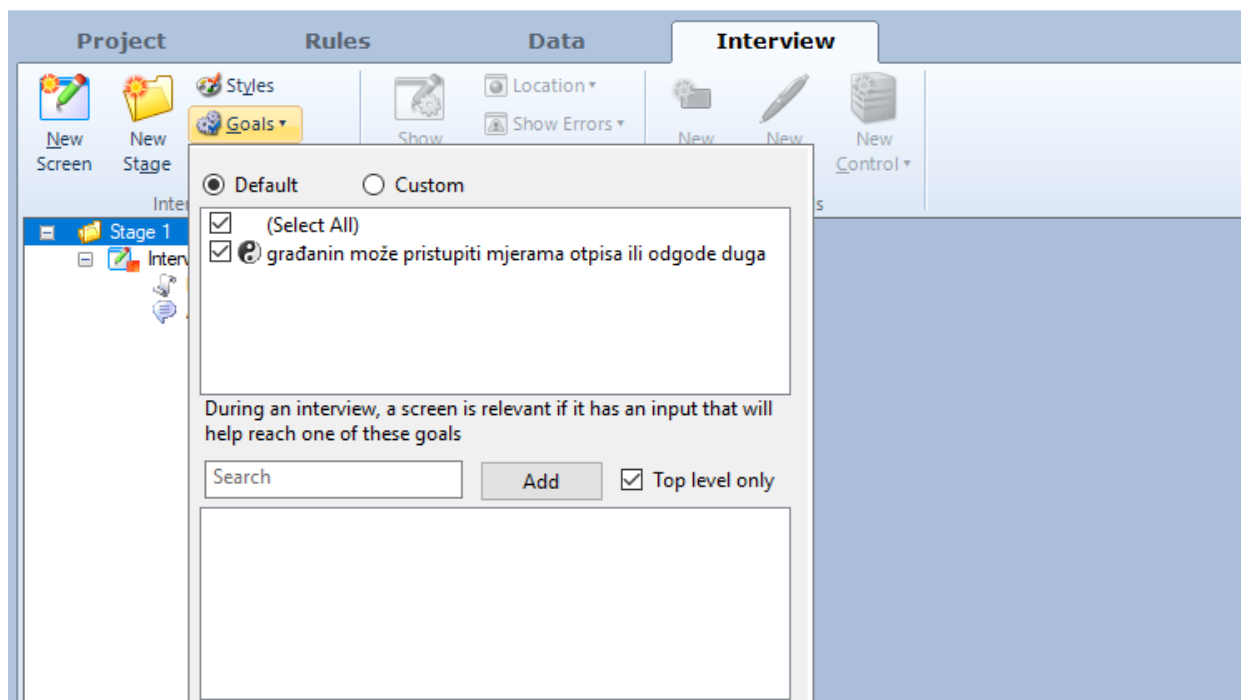 Project Rules Data Interview
Styles
Location
Goals
Show Errors
New Screen
New Stage
Show
New
New
New Control
Inter
s
Default Custom
Stage 1
(Select All)
Interv
građanin može pristupiti mjerama otpisa ili odgode duga
During an interview, a screen is relevant if it has an input that will
help reach one of these goals
Search Add Top level only